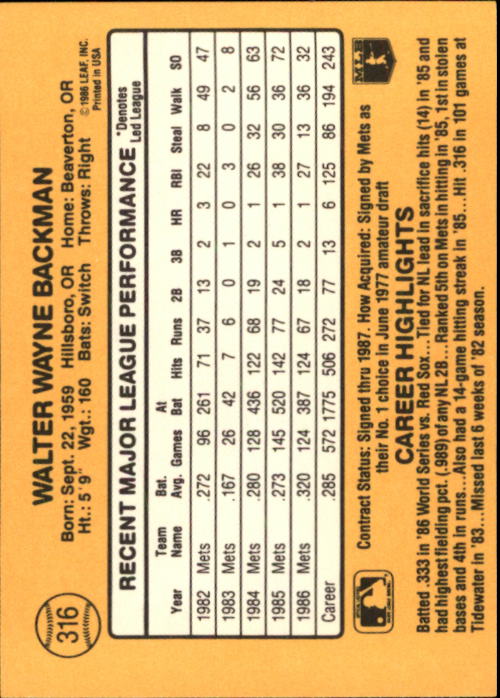 316
WALTER WAYNE BACKMAN
Born: Sept. 22, 1959 Hillsboro, OR Home: Beaverton, OR
Ht.: 5'9" Wgt.: 160 Bats: Switch Throws: Right
© 1986 LEAF, INC.
Printed in USA
RECENT MAJOR LEAGUE PERFORMANCE
*Denotes
Led League
Year Team Name Bat. Avg. Games At Bat Hits Runs 2B 3B HR RBI Steal Walk SO
1982 Mets .272 96 261 71 37 13 2 3 22 8 49 47
1983 Mets .167 26 42 7 6 0 1 0 3 0 2 8
1984 Mets .280 128 436 122 68 19 2 1 26 32 56 63
1985 Mets .273 145 520 142 77 24 5 1 38 30 36 72
1986 Mets .320 124 387 124 67 18 2 1 27 13 36 32
Career .285 572 1775 506 272 77 13 6 125 86 194 243
Contract Status: Signed thru 1987. How Acquired: Signed by Mets as
their No. 1 choice in June 1977 amateur draft
MLB
CAREER HIGHLIGHTS
Batted .333 in '86 World Series vs. Red Sox...Tied for NL lead in sacrifice hits (14) in '85 and
had highest fielding pct. (.989) of any NL 2B... Ranked 5th on Mets in hitting in '85, 1st in stolen
bases and 4th in runs...Also had a 14-game hitting streak in '85...Hit .316 in 101 games at
Tidewater in '83...Missed last 6 weeks of '82 season.